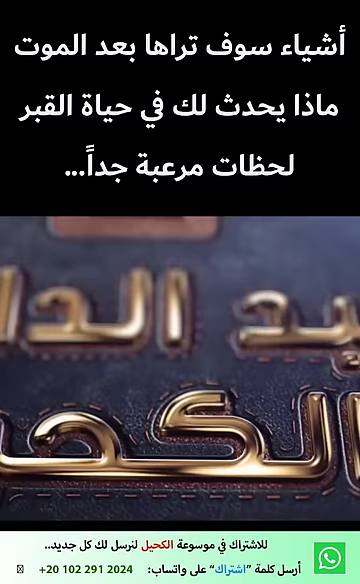 أشياء سوف تراها بعد الموت
ماذا يحدث لك في حياة القبر
لحظات مرعبة جداً...
للاشتراك في موسوعة الكحيل لنرسل لك كل جديد..
أرسل كلمة "اشتراك" على واتساب: +20 102 291 2024